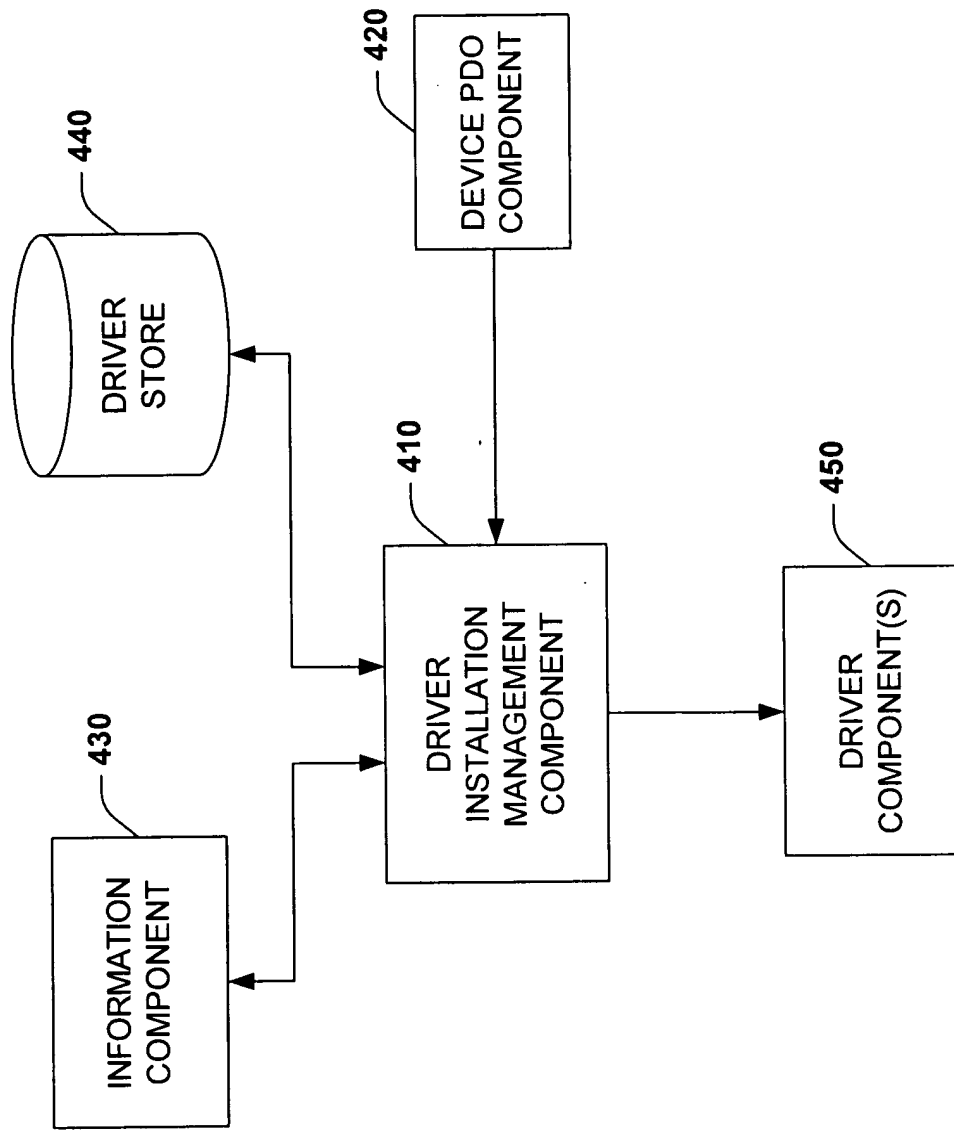 430
INFORMATION
COMPONENT
440
DRIVER
STORE
410
DRIVER
INSTALLATION
MANAGEMENT
COMPONENT
420
DEVICE PDO
COMPONENT
450
DRIVER
COMPONENT(S)